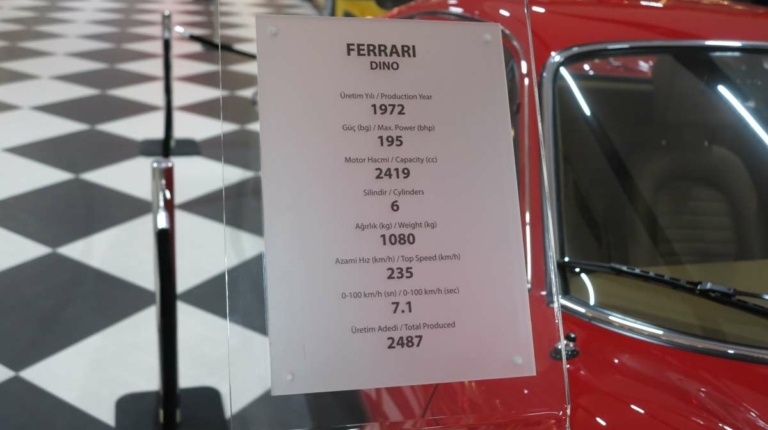 FERRARI
DINO
Üretim Yılı / Production Year
1972
Güç (bg) / Max. Power (bhp)
195
Motor Hacmi / Capacity (cc)
2419
Silindir / Cylinders
6
Ağırlık (kg) / Weight (kg)
1080
Azami Hız (km/h) / Top Speed (km/h)
235
0-100 km/h (sn) / 0-100 km/h (sec)
7.1
Üretim Adedi / Total Produced
2487